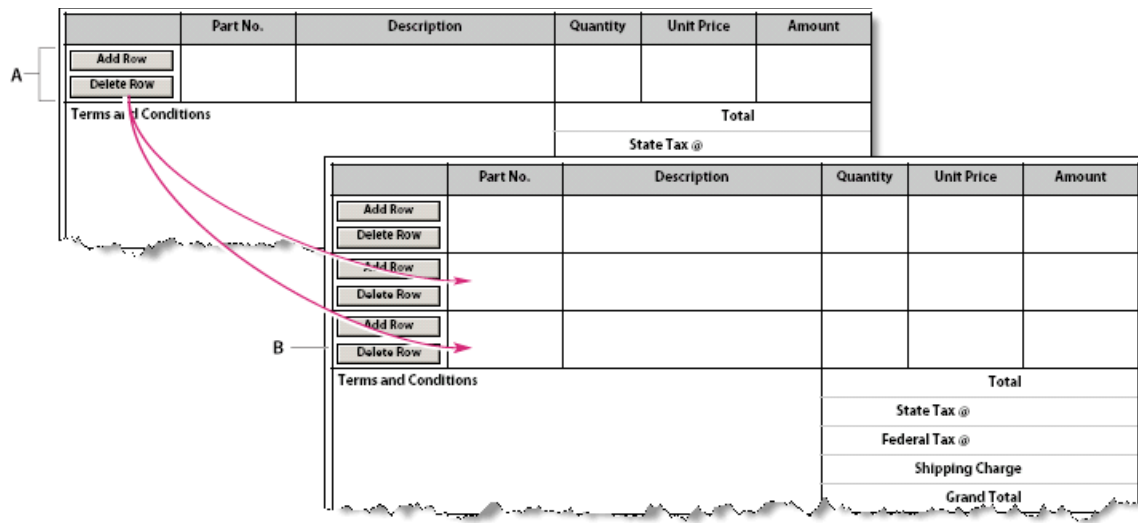 Part No. Description Quantity Unit Price Amount
A
Add Row
Delete Row
Terms and Conditions Total
State Tax @
Part No. Description Quantity Unit Price Amount
Add Row
Delete Row
Add Row
Delete Row
Add Row
B
Delete Row
Terms and Conditions Total
State Tax @
Federal Tax @
Shipping Charge
Grand Total